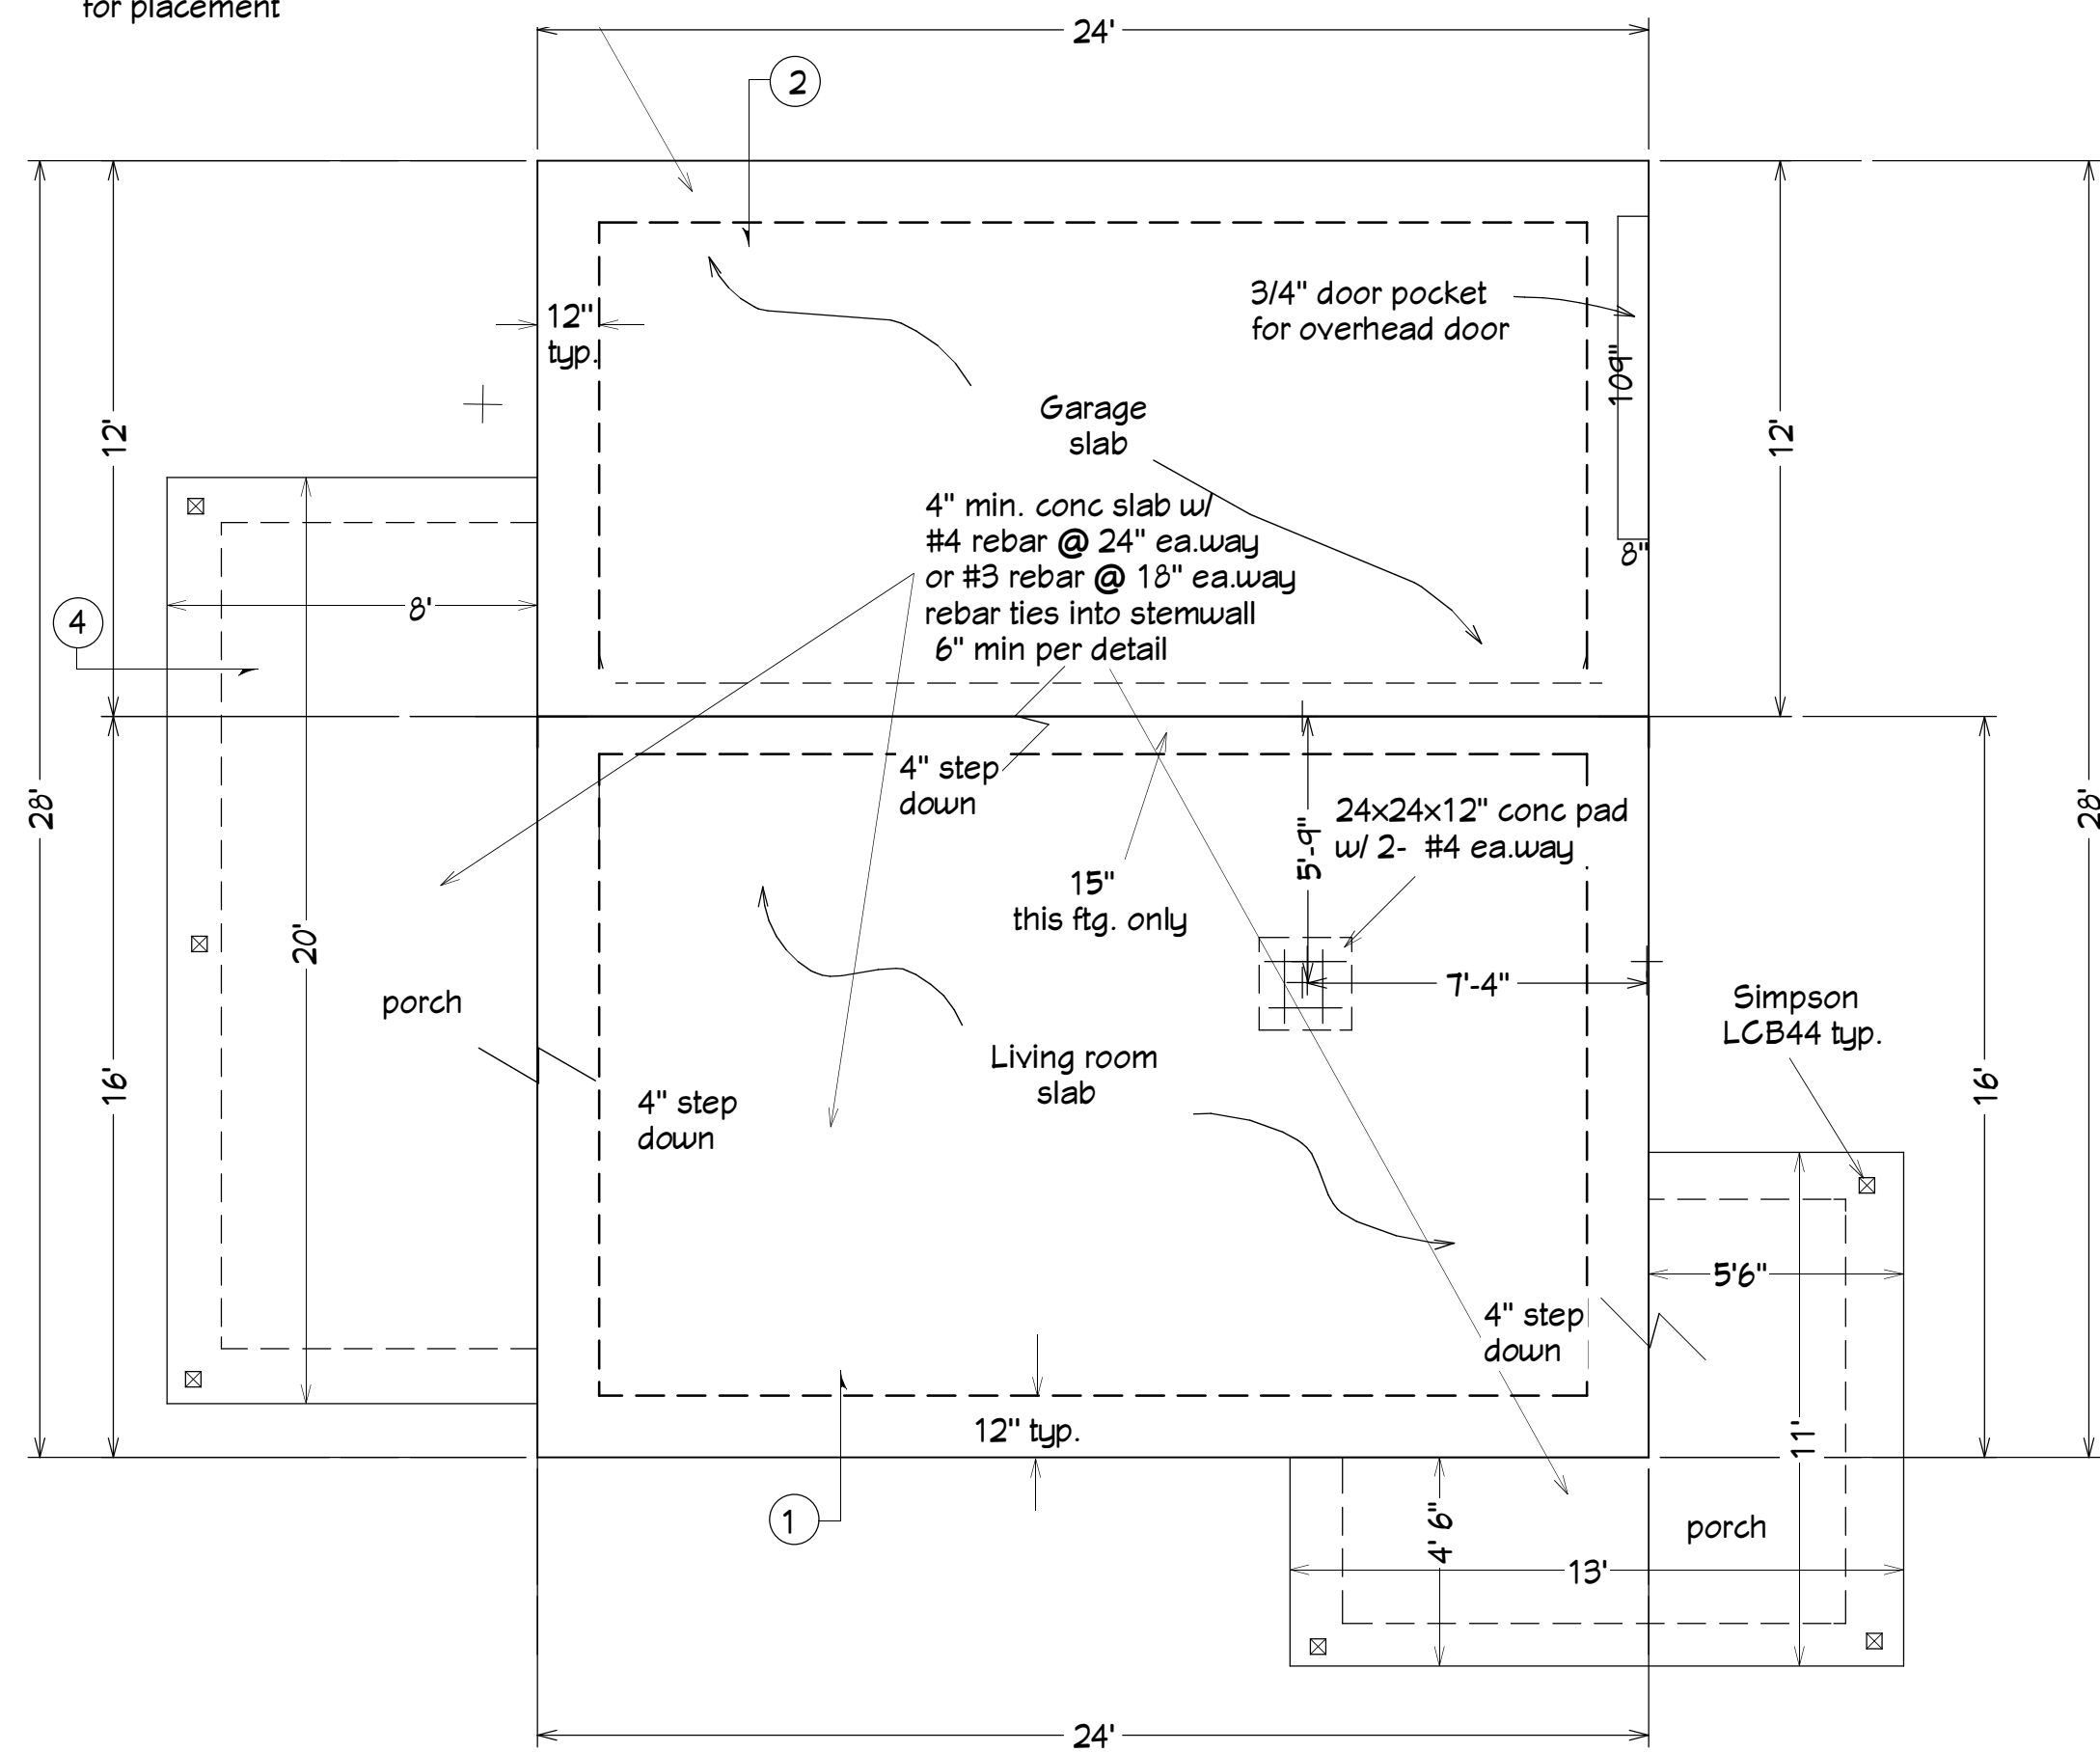 for placement
24'
2
12"
typ.
3/4" door pocket
for overhead door
10'9"
12'
12'
Garage
slab
4" min. conc slab w/
#4 rebar @ 24" ea.way
or #3 rebar @ 18" ea.way
rebar ties into stemwall
6" min per detail
8"
8'
4
28'
28'
4" step
down
24x24x12" conc pad
w/ 2- #4 ea.way
5'-9"
15"
this ftg. only
20'
porch
7'-4"
Simpson
LCB44 typ.
Living room
slab
16'
16'
4" step
down
5'6"
4" step
down
12" typ.
11'
1
4' 6"
porch
13'
24'